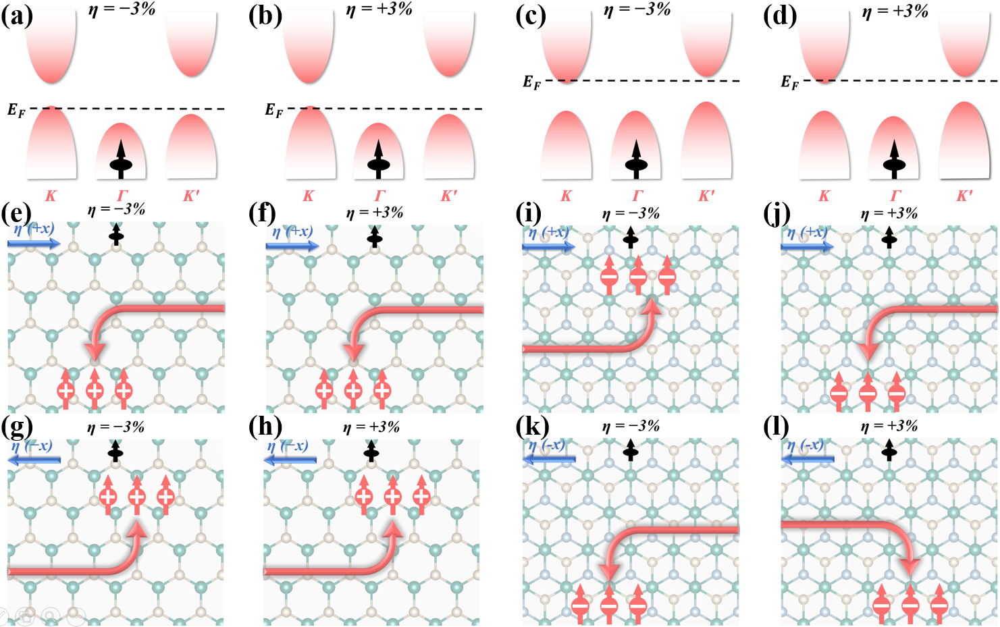 (a) η = −3%
(b) η = +3%
(c) η = −3%
(d) η = +3%
E_F
E_F
E_F
E_F
K Γ K'
K Γ K'
K Γ K'
K Γ K'
(e) η = −3%
η (+x)
(f) η = +3%
η (+x)
(i) η = −3%
η (+x)
(j) η = +3%
η (+x)
(g) η = −3%
η (−x)
(h) η = +3%
η (−x)
(k) η = −3%
η (-x)
(l) η = +3%
η (-x)